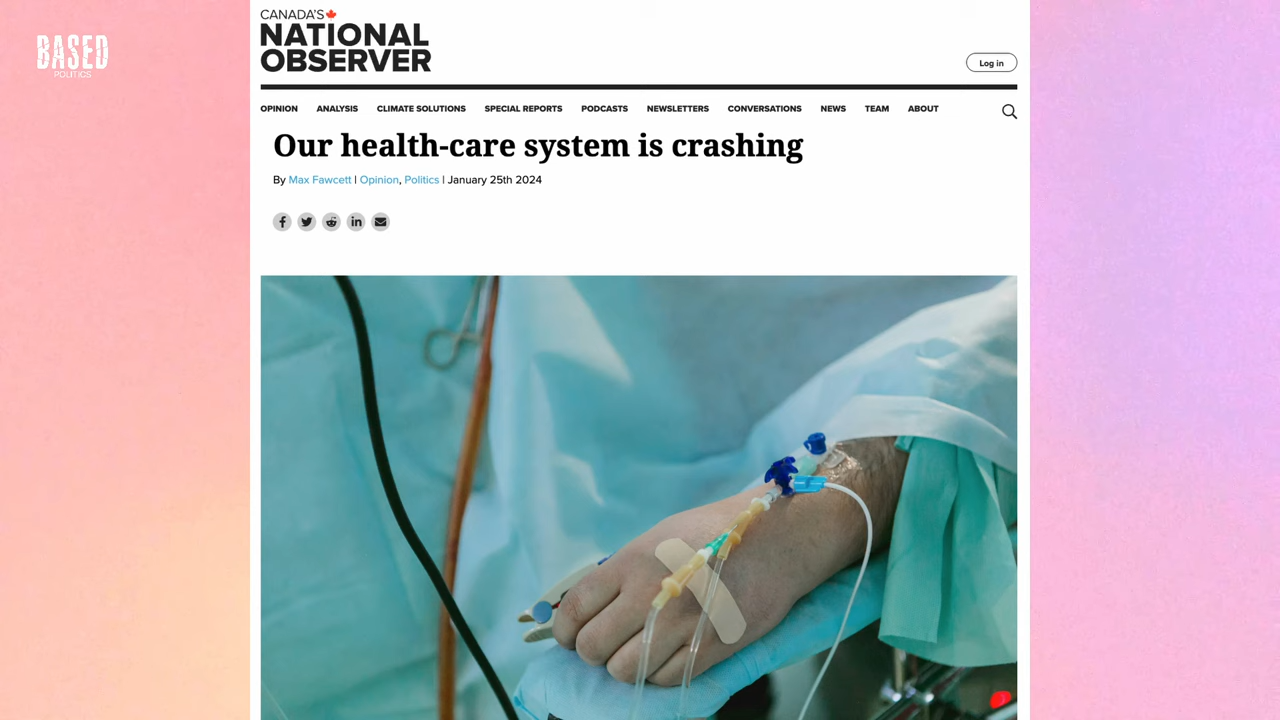 BASED
POLITICS
CANADA'S
NATIONAL
OBSERVER
Log in
OPINION ANALYSIS CLIMATE SOLUTIONS SPECIAL REPORTS PODCASTS NEWSLETTERS CONVERSATIONS NEWS TEAM ABOUT
Our health-care system is crashing
By Max Fawcett | Opinion, Politics | January 25th 2024